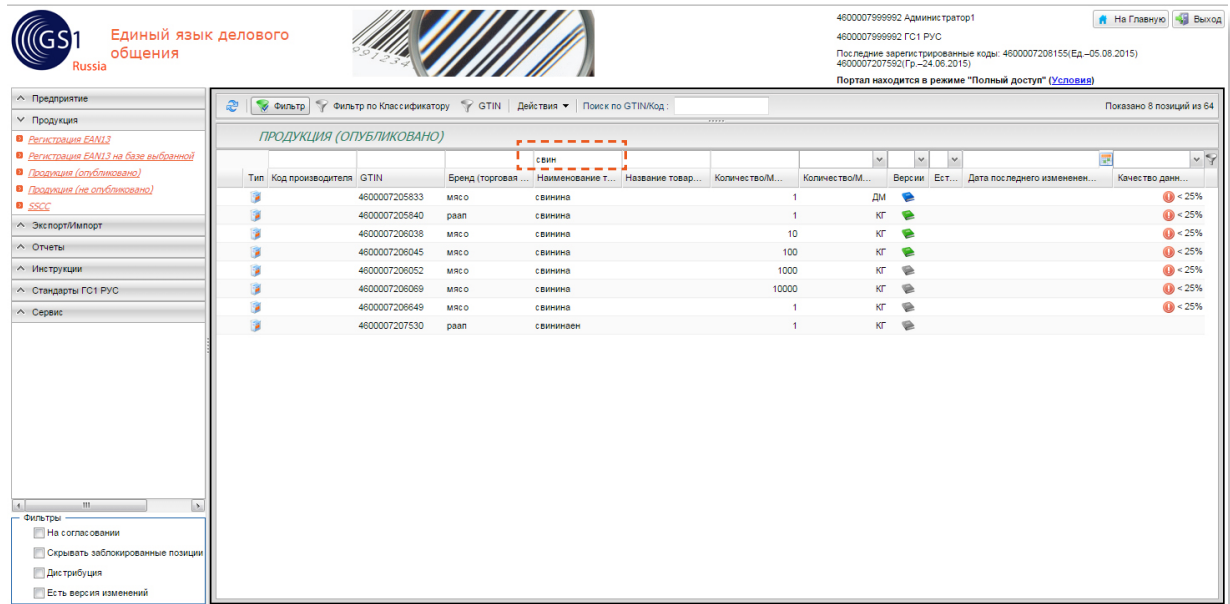 GS1
Russia
Единый язык делового
общения
991234
4600007999992 Администратор1
4600007999992 ГС1 РУС
Последние зарегистрированные коды: 4600007208155(Ед.–05.08.2015)
4600007207592(Гр.–24.06.2015)
Портал находится в режиме "Полный доступ" (Условия)
На Главную
Выход
Предприятие
Продукция
Регистрация EAN13
Регистрация EAN13 на базе выбранной
Продукция (опубликовано)
Продукция (не опубликовано)
SSCC
Экспорт/Импорт
Отчеты
Инструкции
Стандарты ГС1 РУС
Сервис
Фильтры
На согласовании
Скрывать заблокированные позиции
Дистрибуция
Есть версия изменений
Фильтр Фильтр по Классификатору GTIN Действия Поиск по GTIN/Код : Показано 8 позиций из 64
ПРОДУКЦИЯ (ОПУБЛИКОВАНО)
свин
Тип Код производителя GTIN Бренд (торговая ... Наименование т... Название товар... Количество/М... Количество/М... Версии Ест... Дата последнего измененен... Качество данн...
4600007205833 мясо свинина 1 ДМ < 25%
4600007205840 раап свинина 1 КГ < 25%
4600007206038 мясо свинина 10 КГ < 25%
4600007206045 мясо свинина 100 КГ < 25%
4600007206052 мясо свинина 1000 КГ < 25%
4600007206069 мясо свинина 10000 КГ < 25%
4600007206649 мясо свинина 1 КГ < 25%
4600007207530 раап свининаен 1 КГ